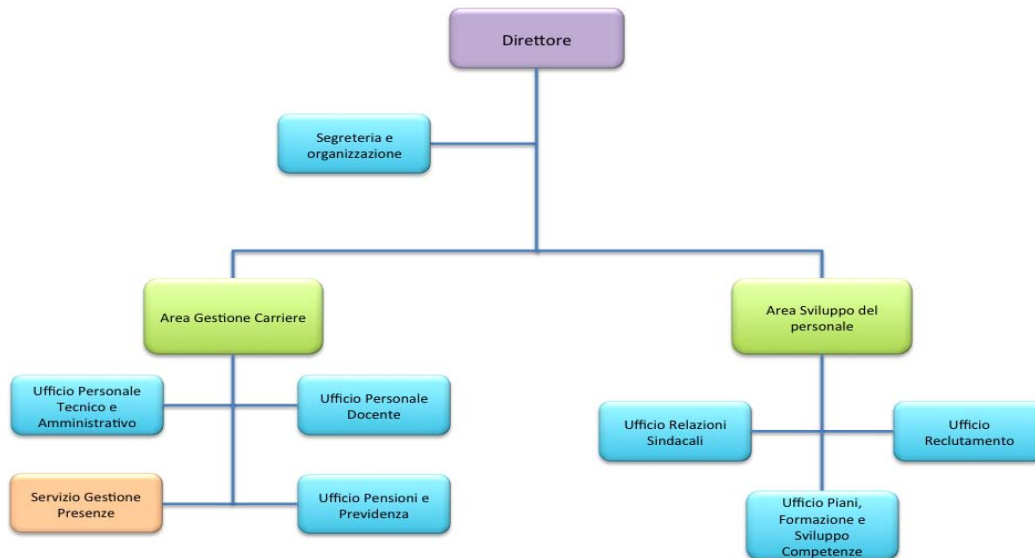 Direttore
Segreteria e
organizzazione
Area Gestione Carriere
Area Sviluppo del
personale
Ufficio Personale
Tecnico e
Amministrativo
Ufficio Personale
Docente
Ufficio Relazioni
Sindacali
Ufficio
Reclutamento
Servizio Gestione
Presenze
Ufficio Pensioni e
Previdenza
Ufficio Piani,
Formazione e
Sviluppo
Competenze